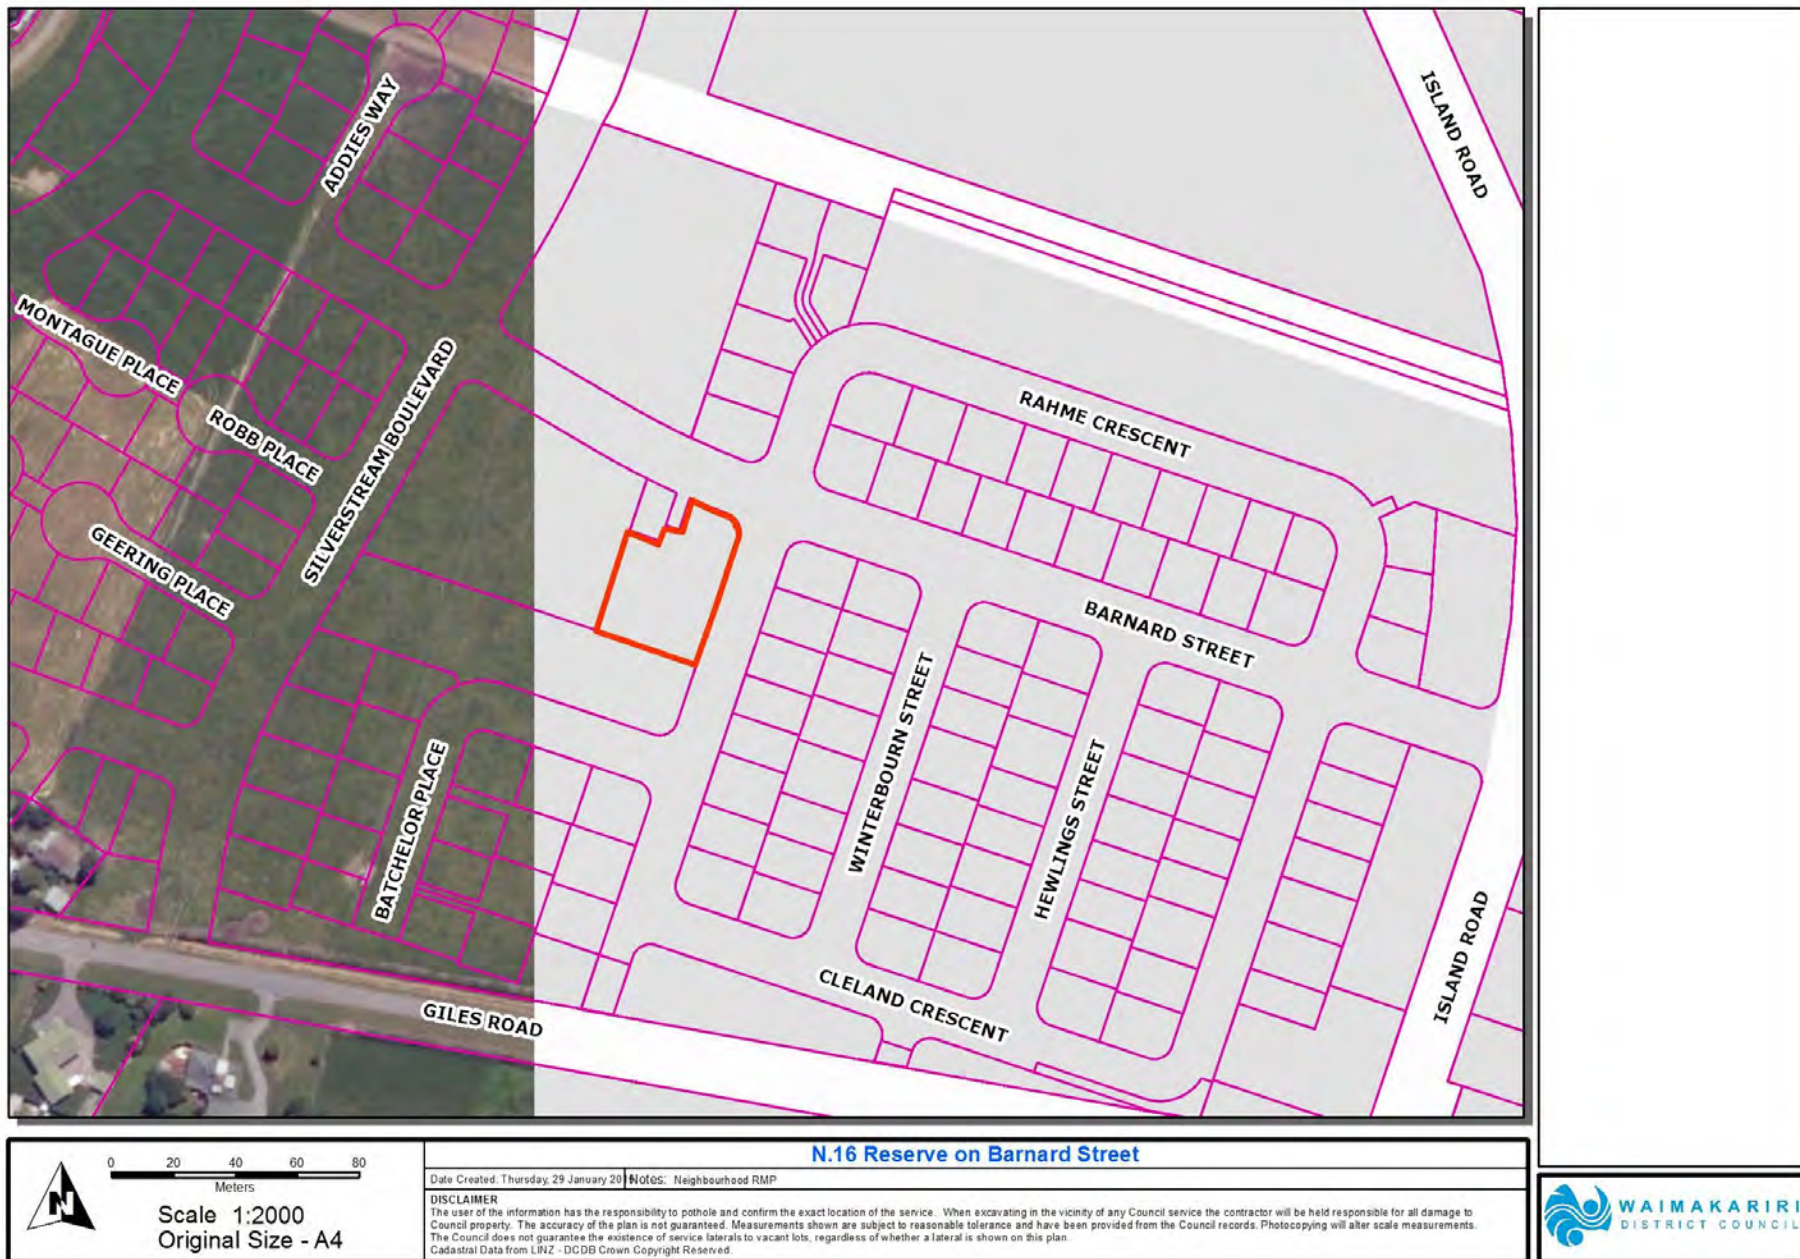 ISLAND ROAD
ADDIES WAY
MONTAGUE PLACE
ROBB PLACE
SILVERSTREAM BOULEVARD
RAHME CRESCENT
GEERING PLACE
BARNARD STREET
WINTERBOURN STREET
HEWLINGS STREET
BATCHELOR PLACE
ISLAND ROAD
CLELAND CRESCENT
GILES ROAD
N
0 20 40 60 80
Meters
Scale 1:2000
Original Size - A4
N.16 Reserve on Barnard Street
Date Created: Thursday, 29 January Notes: Neighbourhood RMP
DISCLAIMER
The user of the information has the responsibility to pothole and confirm the exact location of the service. When excavating in the vicinity of any Council service the contractor will be held responsible for all damage to
Council property. The accuracy of the plan is not guaranteed. Measurements shown are subject to reasonable tolerance and have been provided from the Council records. Photocopying will alter scale measurements.
The Council does not guarantee the existence of service laterals to vacant lots, regardless of whether a lateral is shown on this plan.
Cadastral Data from LINZ - DCDB Crown Copyright Reserved.
WAIMAKARIRI
DISTRICT COUNCIL